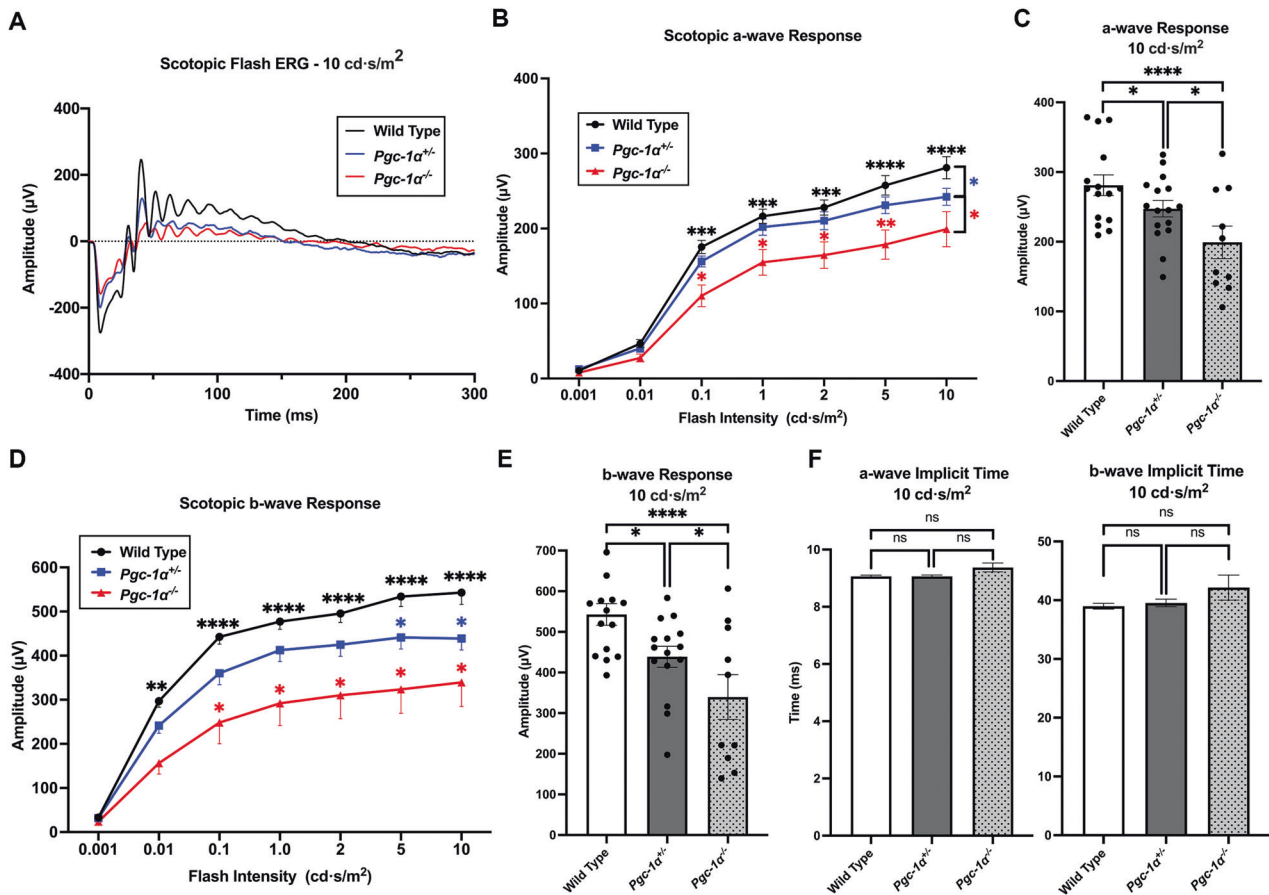 A
Scotopic Flash ERG - 10 cd·s/m²
Amplitude (µV)
400
200
0
-200
-400
Wild Type
Pgc-1α+/-
Pgc-1α-/-
0
50
100
150
200
250
300
Time (ms)
B
Scotopic a-wave Response
Amplitude (µV)
400
300
200
100
0
Wild Type
Pgc-1α+/-
Pgc-1α-/-
***
***
***
****
****
*
*
*
**
*
*
0.001
0.01
0.1
1
2
5
10
Flash Intensity (cd·s/m²)
C
a-wave Response
10 cd·s/m²
****
*
*
Amplitude (µV)
400
300
200
100
0
Wild Type
Pgc-1α+/-
Pgc-1α-/-
D
Scotopic b-wave Response
Wild Type
Pgc-1α+/-
Pgc-1α-/-
Amplitude (µV)
600
500
400
300
200
100
0
**
****
****
****
****
****
*
*
*
*
*
*
*
0.001
0.01
0.1
1.0
2
5
10
Flash Intensity (cd·s/m²)
E
b-wave Response
10 cd·s/m²
****
*
*
Amplitude (µV)
700
600
500
400
300
200
100
0
Wild Type
Pgc-1α+/-
Pgc-1α-/-
F
a-wave Implicit Time
10 cd·s/m²
ns
ns
ns
Time (ms)
12
9
6
3
0
Wild Type
Pgc-1α+/-
Pgc-1α-/-
b-wave Implicit Time
10 cd·s/m²
ns
ns
ns
50
40
30
20
10
0
Wild Type
Pgc-1α+/-
Pgc-1α-/-